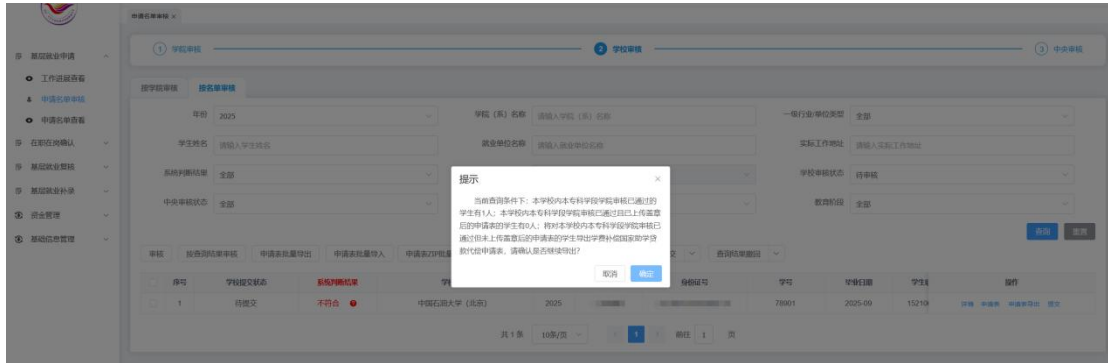 申请名单审核 ×
基层就业申请
工作进展查看
申请名单审核
申请名单查看
在职在岗确认
基层就业复核
基层就业补录
资金管理
基础信息管理
1 学院审核
2 学校审核
3 中央审核
按学院审核 按名单审核
年份 2025
学院（系）名称 请输入学院（系）名称
一级行业/单位类型 全部
学生姓名 请输入学生姓名
就业单位名称 请输入就业单位名称
实际工作地址 请输入实际工作地址
系统判断结果 全部
学校审核状态 待审核
中央审核状态 全部
教育阶段 全部
提示 ×
当前查询条件下：本学校内本专科学段学院审核已通过的
学生有1人；本学校内本专科学段学院审核已通过且已上传盖章
后的申请表的学生有0人；将对本学校内本专科学段学院审核已
通过但未上传盖章后的申请表的学生导出学费补偿国家助学贷
款代偿申请表，请确认是否继续导出？
取消 确定
查询 重置
审核 按查询结果审核 申请表批量导出 申请表批量导入 申请表ZIP批量 交 查询结果撤回
序号 学校提交状态 系统判断结果 学 身份证号 学号 毕业日期 学生 操作
1 待提交 不符合 中国石油大学（北京） 2025 78901 2025-09 15210 详情 申请表 申请表导出 提交
共 1 条 10条/页 1 前往 1 页